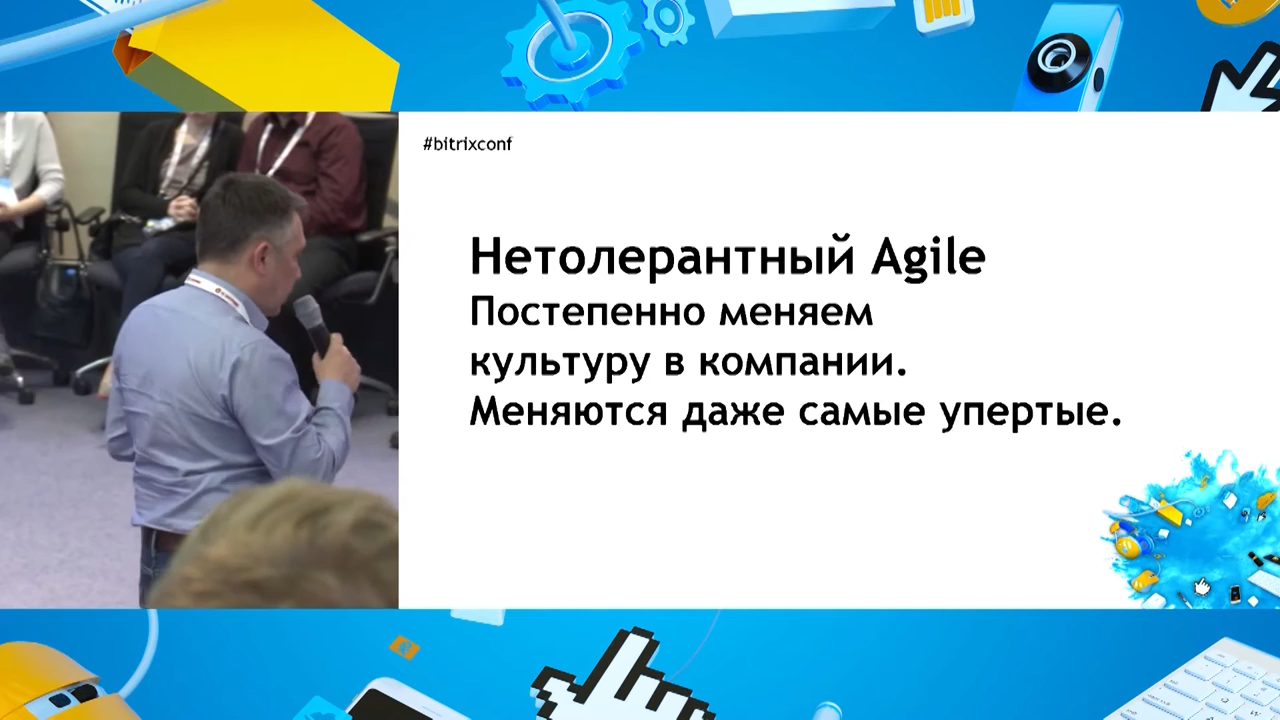 #bitrixconf
Нетолерантный Agile
Постепенно меняем
культуру в компании.
Меняются даже самые упертые.